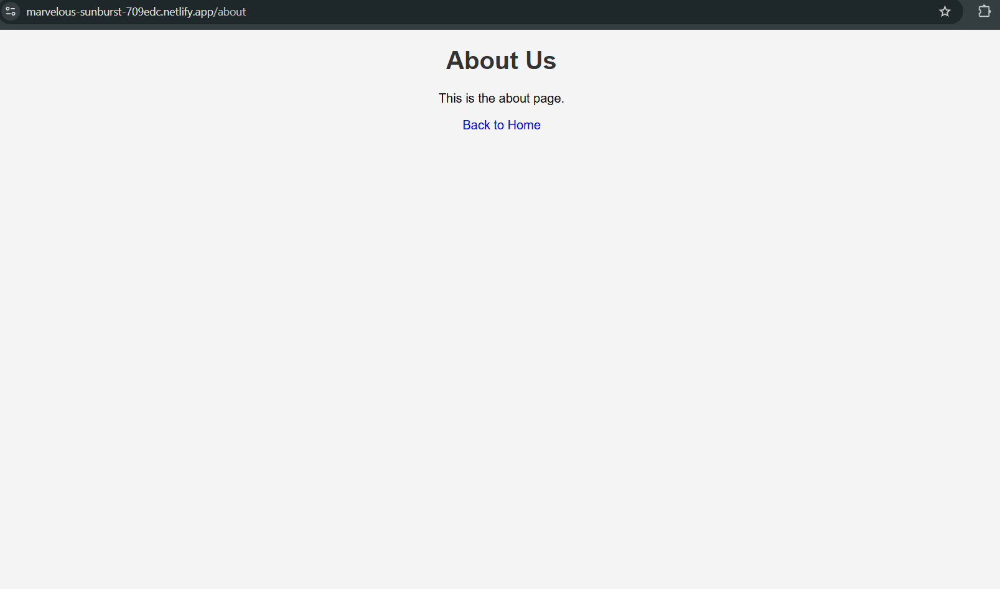 marvelous-sunburst-709edc.netlify.app/about
About Us
This is the about page.
Back to Home